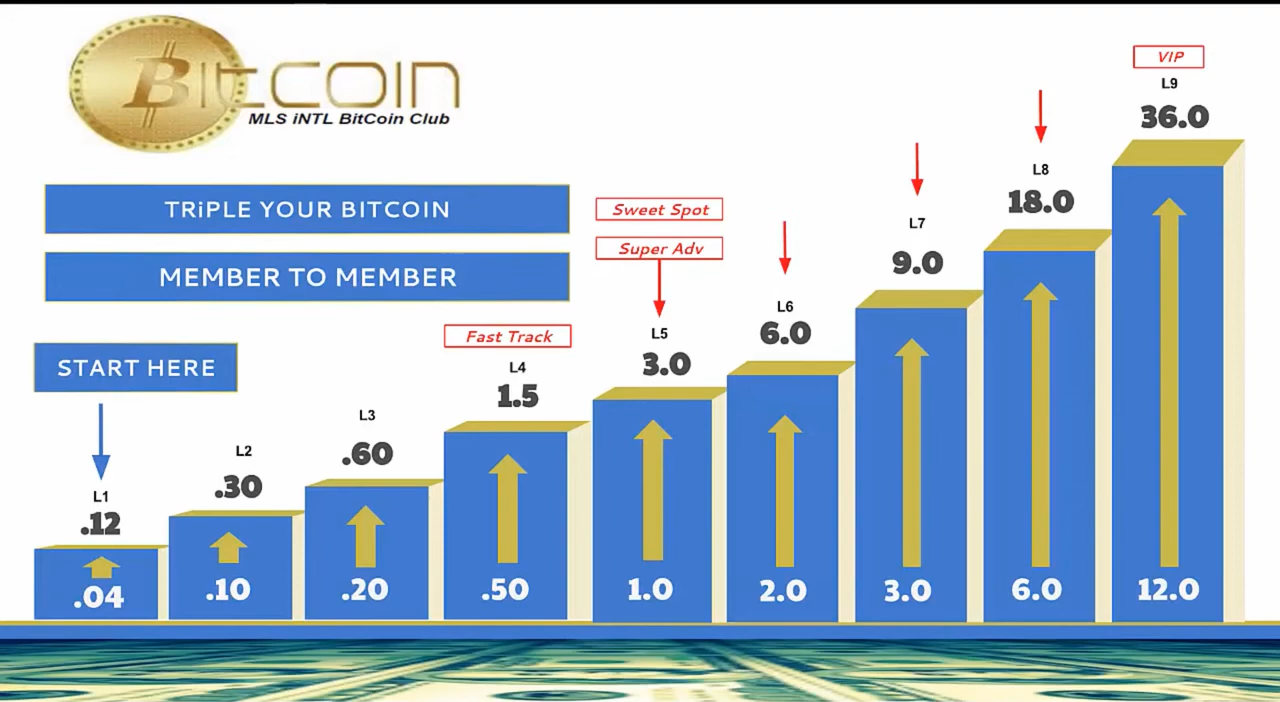 BitCOin
MLS iNTL BitCoin Club
TRiPLE YOUR BITCOIN
MEMBER TO MEMBER
START HERE
L1
.12
.04
L2
.30
.10
L3
.60
.20
Fast Track
L4
1.5
.50
Sweet Spot
Super Adv
L5
3.0
1.0
L6
6.0
2.0
L7
9.0
3.0
L8
18.0
6.0
VIP
L9
36.0
12.0